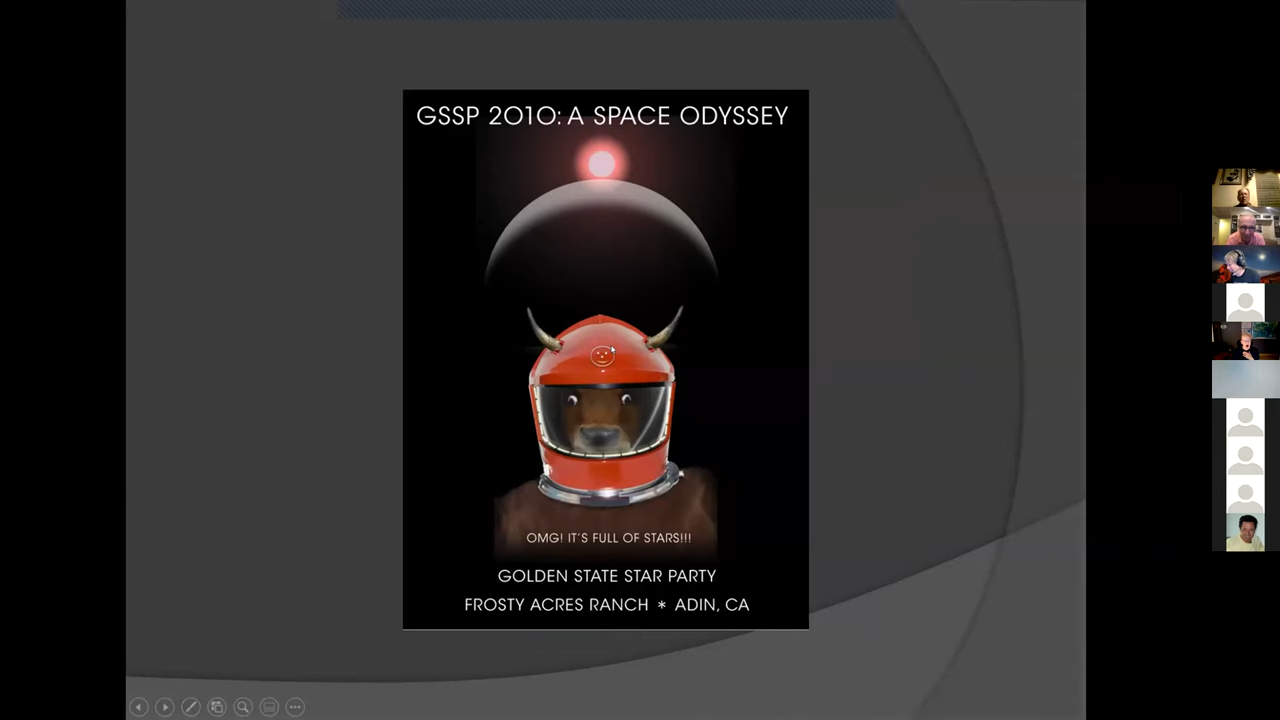 GSSP 2010: A SPACE ODYSSEY
OMG! IT'S FULL OF STARS!!!
GOLDEN STATE STAR PARTY
FROSTY ACRES RANCH * ADIN, CA